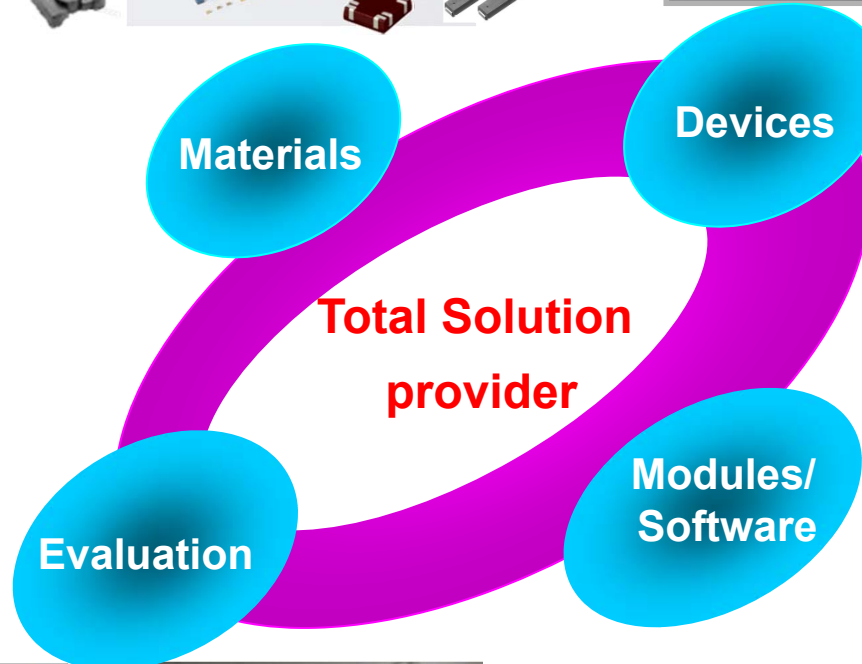 Materials
Devices
Total Solution
provider
Modules/
Software
Evaluation